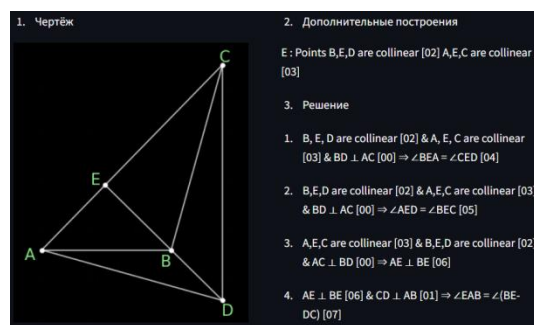 1. Чертёж
C
E
A
B
D
2. Дополнительные построения
E : Points B,E,D are collinear [02] A,E,C are collinear
[03]
3. Решение
1. B, E, D are collinear [02] & A, E, C are collinear
[03] & BD ⊥ AC [00] ⇒ ∠BEA = ∠CED [04]
2. B,E,D are collinear [02] & A,E,C are collinear [03]
& BD ⊥ AC [00] ⇒ ∠AED = ∠BEC [05]
3. A,E,C are collinear [03] & B,E,D are collinear [02]
& AC ⊥ BD [00] ⇒ AE ⊥ BE [06]
4. AE ⊥ BE [06] & CD ⊥ AB [01] ⇒ ∠EAB = ∠(BE-
DC) [07]